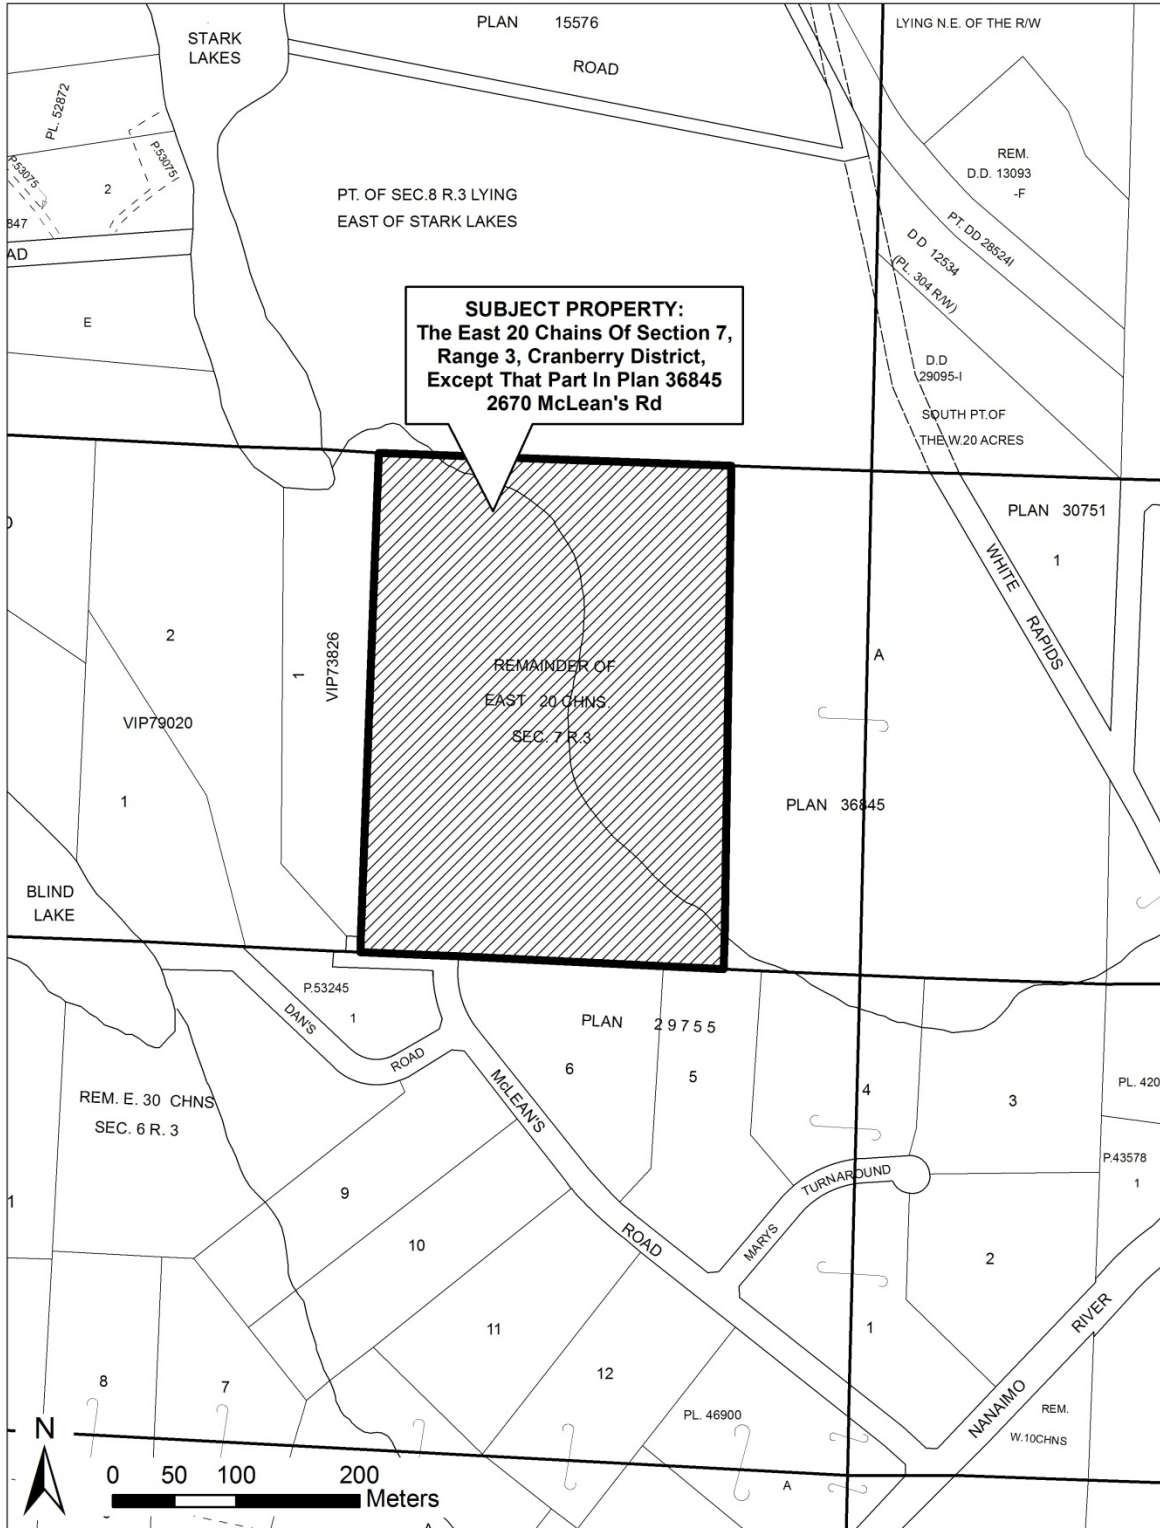 STARK
LAKES
PLAN 15576
ROAD
LYING N.E. OF THE R/W
PL. 52872
P.53075
P.53075I
2
847
AD
E
PT. OF SEC.8 R.3 LYING
EAST OF STARK LAKES
REM.
D.D. 13093
-F
PT. DD 28524I
D D 12534
(PL. 304 R/W)
D.D
29095-I
SOUTH PT.OF
THE W.20 ACRES
SUBJECT PROPERTY:
The East 20 Chains Of Section 7,
Range 3, Cranberry District,
Except That Part In Plan 36845
2670 McLean's Rd
PLAN 30751
1
WHITE RAPIDS
2
1
VIP73826
VIP79020
1
REMAINDER OF
EAST 20 CHNS.
SEC. 7 R.3
A
PLAN 36845
BLIND
LAKE
P.53245
1
DAN'S ROAD
McLEAN'S ROAD
PLAN 29755
6
5
4
3
PL. 420
P.43578
1
REM. E. 30 CHNS
SEC. 6 R. 3
1
9
10
11
12
MARYS TURNAROUND
2
1
NANAIMO RIVER
REM.
W.10CHNS
8
7
PL. 46900
A
A
N
0 50 100 200
Meters